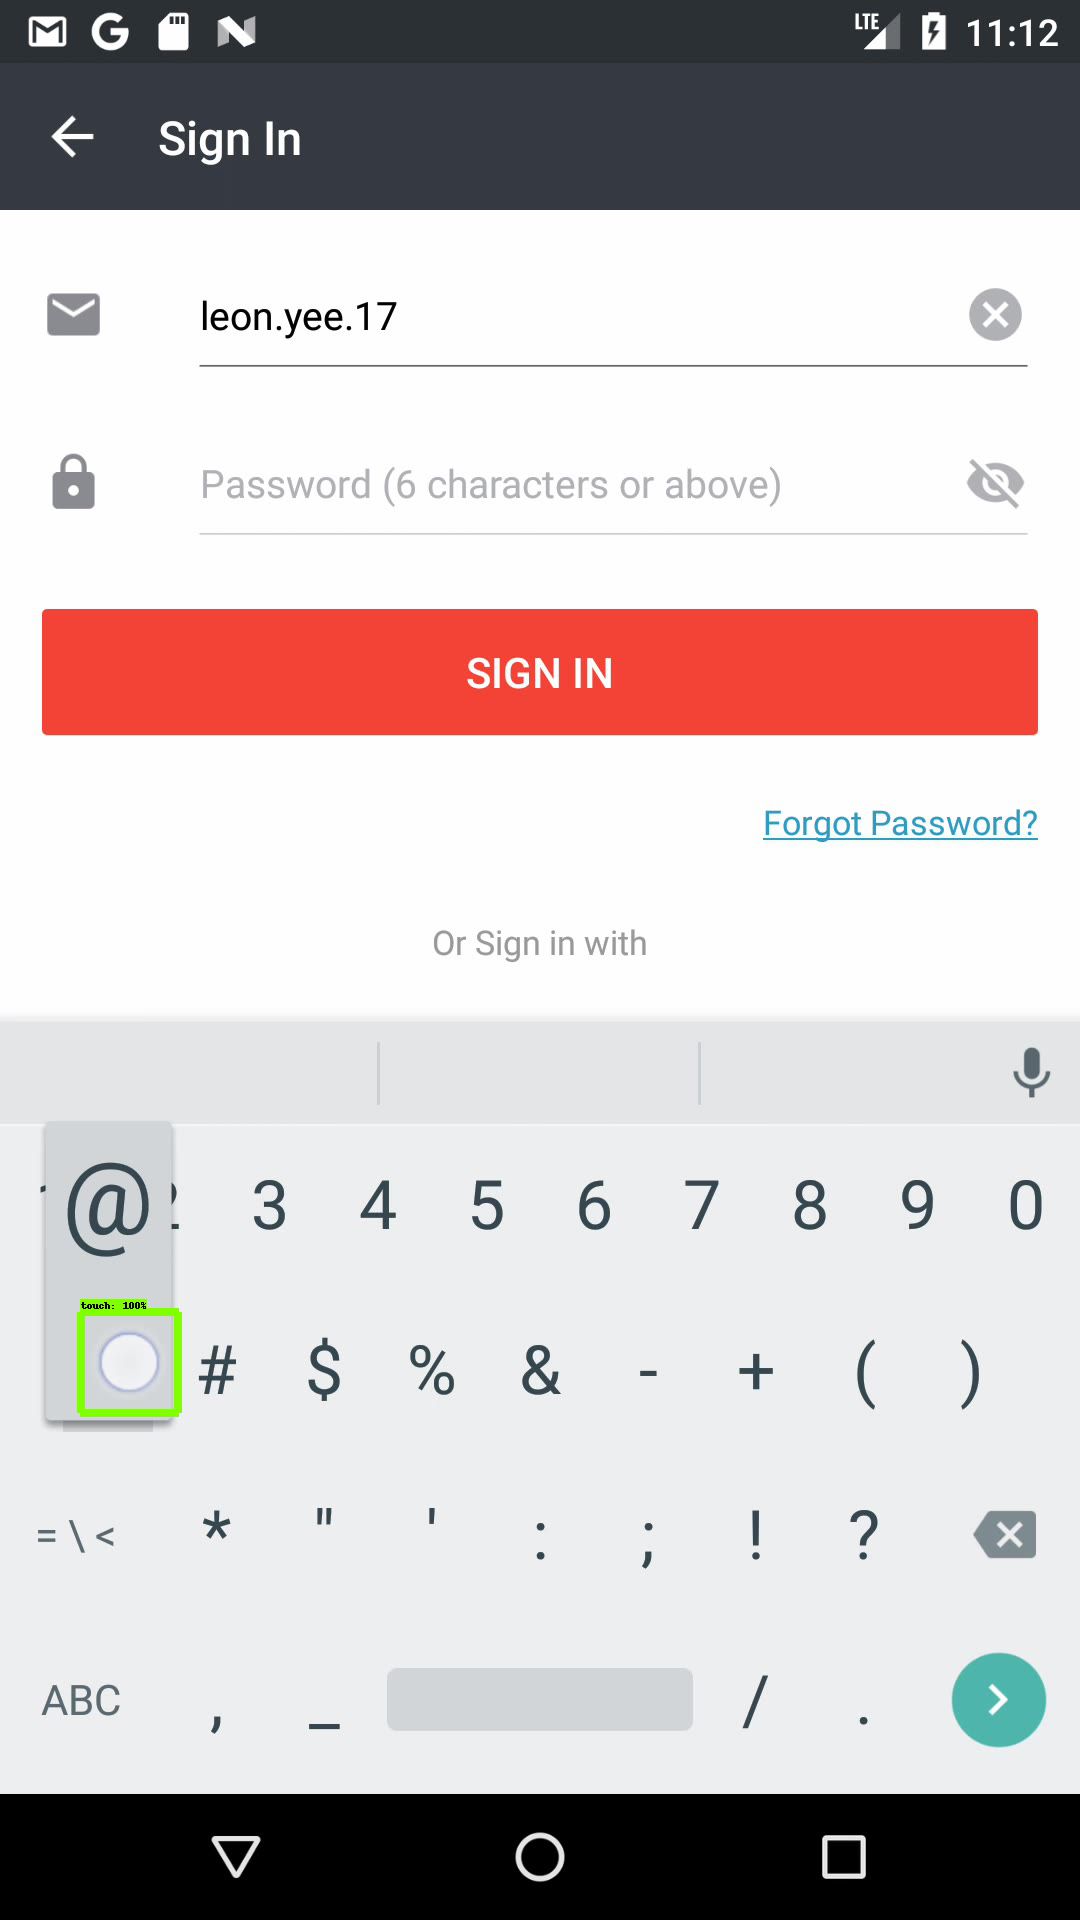 LTE 11:12
Sign In
leon.yee.17
Password (6 characters or above)
SIGN IN
Forgot Password?
Or Sign in with
@ 3 4 5 6 7 8 9 0
touch: 100%
# $ % & - + ( )
= \ < * " ' : ; ! ?
ABC , _ / .